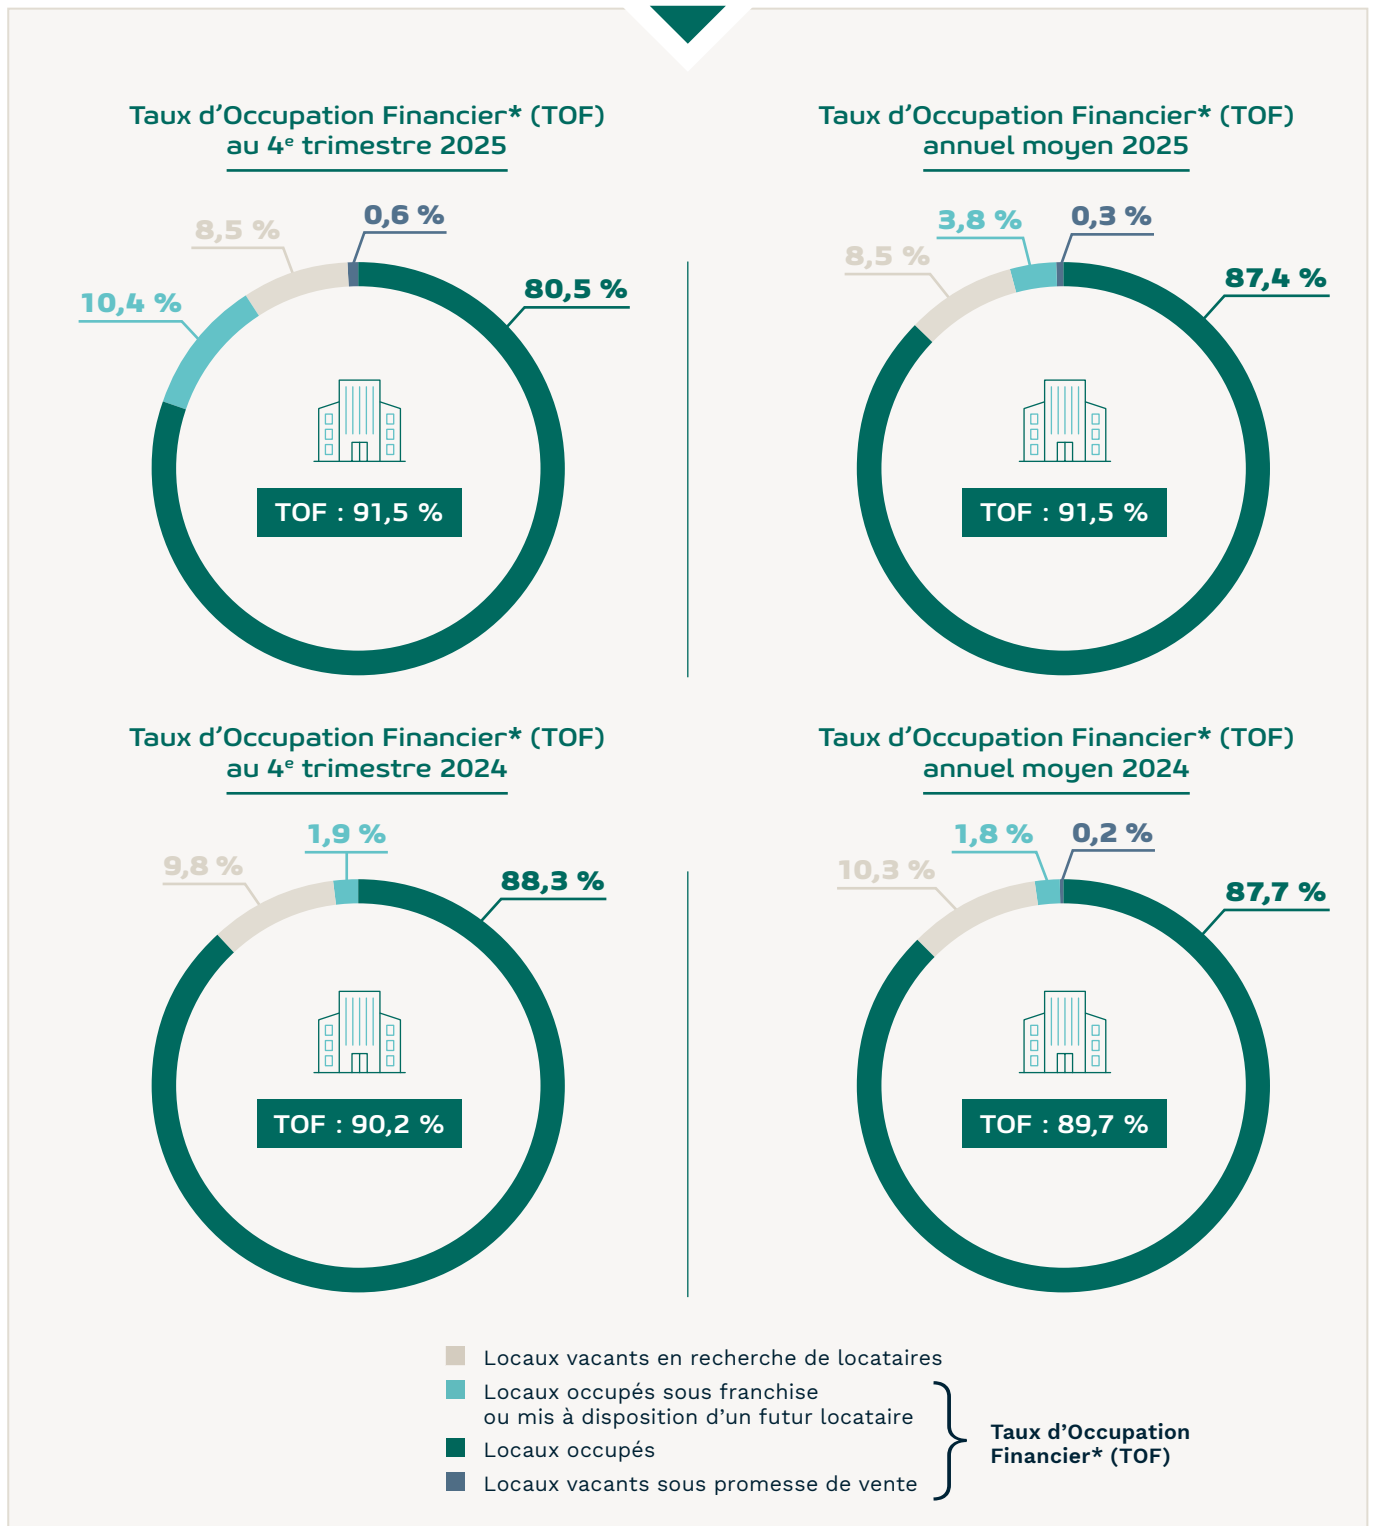 Taux d’Occupation Financier* (TOF)
au 4e trimestre 2025
0,6 %
8,5 %
80,5 %
10,4 %
TOF : 91,5 %
Taux d’Occupation Financier* (TOF)
annuel moyen 2025
3,8 %
0,3 %
8,5 %
87,4 %
TOF : 91,5 %
Taux d’Occupation Financier* (TOF)
au 4e trimestre 2024
1,9 %
9,8 %
88,3 %
TOF : 90,2 %
Taux d’Occupation Financier* (TOF)
annuel moyen 2024
1,8 %
0,2 %
10,3 %
87,7 %
TOF : 89,7 %
Locaux vacants en recherche de locataires
Locaux occupés sous franchise
ou mis à disposition d’un futur locataire
Locaux occupés
Locaux vacants sous promesse de vente
Taux d’Occupation
Financier* (TOF)